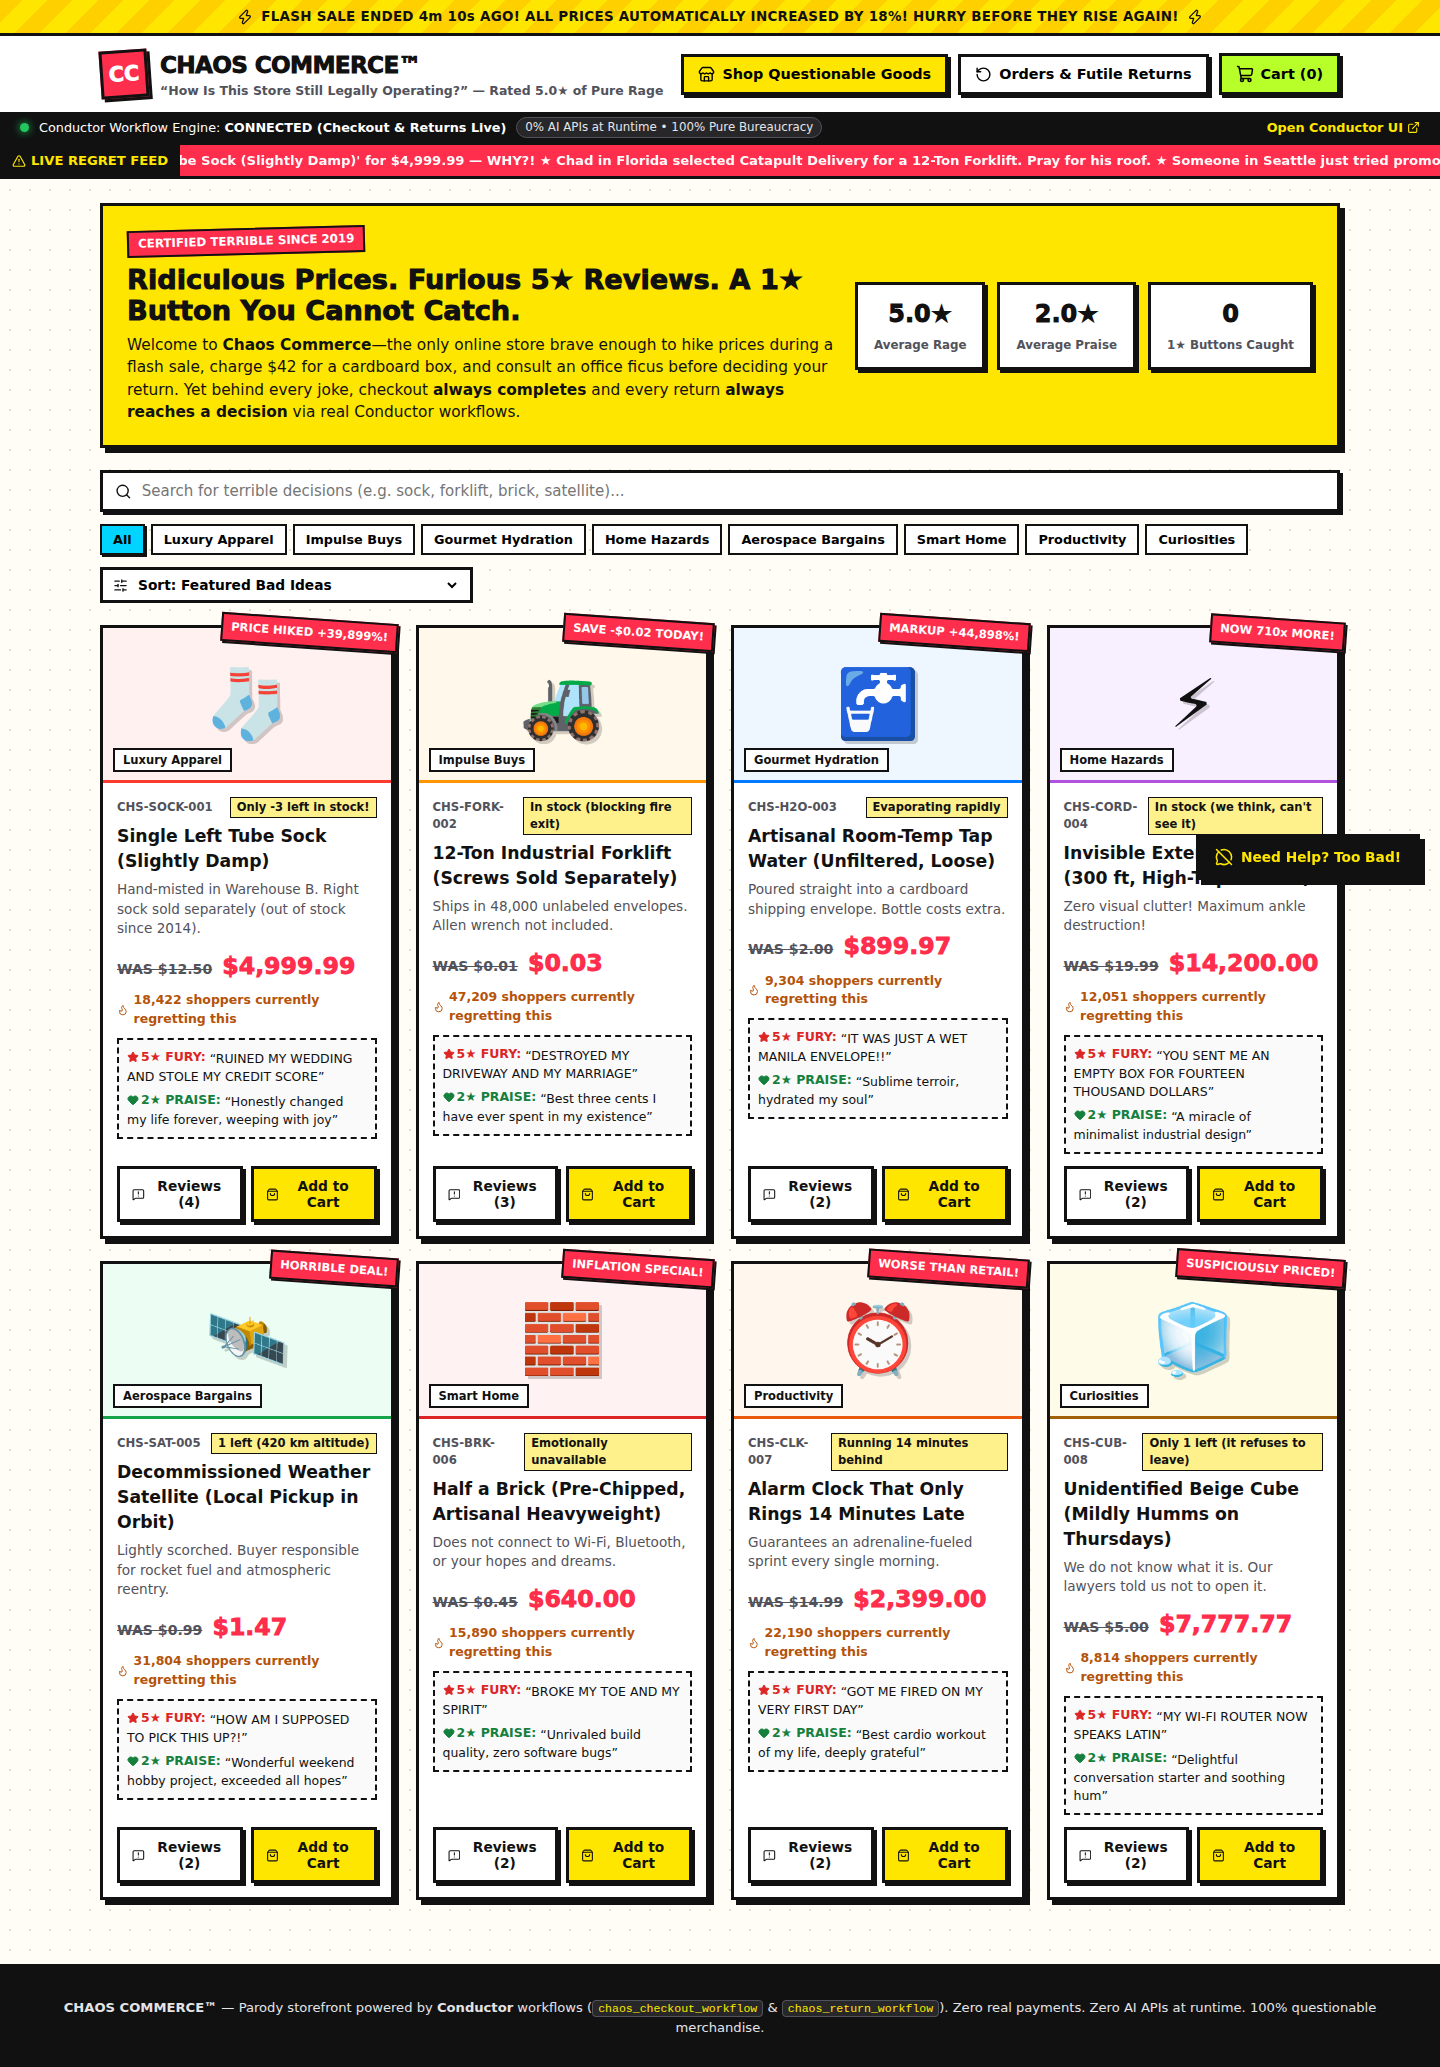 FLASH SALE ENDED 4m 10s AGO! ALL PRICES AUTOMATICALLY INCREASED BY 18%! HURRY BEFORE THEY RISE AGAIN!
CC
CHAOS COMMERCE™
“How Is This Store Still Legally Operating?” — Rated 5.0★ of Pure Rage
Shop Questionable Goods
Orders & Futile Returns
Cart (0)
Conductor Workflow Engine: CONNECTED (Checkout & Returns Live)
0% AI APIs at Runtime • 100% Pure Bureaucracy
Open Conductor UI
LIVE REGRET FEED
be Sock (Slightly Damp)' for $4,999.99 — WHY?! ★ Chad in Florida selected Catapult Delivery for a 12-Ton Forklift. Pray for his roof. ★ Someone in Seattle just tried promo
CERTIFIED TERRIBLE SINCE 2019
Ridiculous Prices. Furious 5★ Reviews. A 1★
Button You Cannot Catch.
Welcome to Chaos Commerce—the only online store brave enough to hike prices during a
flash sale, charge $42 for a cardboard box, and consult an office ficus before deciding your
return. Yet behind every joke, checkout always completes and every return always
reaches a decision via real Conductor workflows.
5.0★
Average Rage
2.0★
Average Praise
0
1★ Buttons Caught
Search for terrible decisions (e.g. sock, forklift, brick, satellite)...
All
Luxury Apparel
Impulse Buys
Gourmet Hydration
Home Hazards
Aerospace Bargains
Smart Home
Productivity
Curiosities
Sort: Featured Bad Ideas
PRICE HIKED +39,899%!
Luxury Apparel
CHS-SOCK-001
Only -3 left in stock!
Single Left Tube Sock
(Slightly Damp)
Hand-misted in Warehouse B. Right
sock sold separately (out of stock
since 2014).
WAS $12.50 $4,999.99
18,422 shoppers currently
regretting this
5★ FURY: “RUINED MY WEDDING
AND STOLE MY CREDIT SCORE”
2★ PRAISE: “Honestly changed
my life forever, weeping with joy”
Reviews
(4)
Add to
Cart
SAVE -$0.02 TODAY!
Impulse Buys
CHS-FORK-
002
In stock (blocking fire
exit)
12-Ton Industrial Forklift
(Screws Sold Separately)
Ships in 48,000 unlabeled envelopes.
Allen wrench not included.
WAS $0.01 $0.03
47,209 shoppers currently
regretting this
5★ FURY: “DESTROYED MY
DRIVEWAY AND MY MARRIAGE”
2★ PRAISE: “Best three cents I
have ever spent in my existence”
Reviews
(3)
Add to
Cart
MARKUP +44,898%!
Gourmet Hydration
CHS-H2O-003
Evaporating rapidly
Artisanal Room-Temp Tap
Water (Unfiltered, Loose)
Poured straight into a cardboard
shipping envelope. Bottle costs extra.
WAS $2.00 $899.97
9,304 shoppers currently
regretting this
5★ FURY: “IT WAS JUST A WET
MANILA ENVELOPE!!”
2★ PRAISE: “Sublime terroir,
hydrated my soul”
Reviews
(2)
Add to
Cart
NOW 710x MORE!
Home Hazards
CHS-CORD-
004
In stock (we think, can't
see it)
Invisible Exte
(300 ft, High-T
Need Help? Too Bad!
Zero visual clutter! Maximum ankle
destruction!
WAS $19.99 $14,200.00
12,051 shoppers currently
regretting this
5★ FURY: “YOU SENT ME AN
EMPTY BOX FOR FOURTEEN
THOUSAND DOLLARS”
2★ PRAISE: “A miracle of
minimalist industrial design”
Reviews
(2)
Add to
Cart
HORRIBLE DEAL!
Aerospace Bargains
CHS-SAT-005
1 left (420 km altitude)
Decommissioned Weather
Satellite (Local Pickup in
Orbit)
Lightly scorched. Buyer responsible
for rocket fuel and atmospheric
reentry.
WAS $0.99 $1.47
31,804 shoppers currently
regretting this
5★ FURY: “HOW AM I SUPPOSED
TO PICK THIS UP?!”
2★ PRAISE: “Wonderful weekend
hobby project, exceeded all hopes”
Reviews
(2)
Add to
Cart
INFLATION SPECIAL!
Smart Home
CHS-BRK-
006
Emotionally
unavailable
Half a Brick (Pre-Chipped,
Artisanal Heavyweight)
Does not connect to Wi-Fi, Bluetooth,
or your hopes and dreams.
WAS $0.45 $640.00
15,890 shoppers currently
regretting this
5★ FURY: “BROKE MY TOE AND MY
SPIRIT”
2★ PRAISE: “Unrivaled build
quality, zero software bugs”
Reviews
(2)
Add to
Cart
WORSE THAN RETAIL!
Productivity
CHS-CLK-
007
Running 14 minutes
behind
Alarm Clock That Only
Rings 14 Minutes Late
Guarantees an adrenaline-fueled
sprint every single morning.
WAS $14.99 $2,399.00
22,190 shoppers currently
regretting this
5★ FURY: “GOT ME FIRED ON MY
VERY FIRST DAY”
2★ PRAISE: “Best cardio workout
of my life, deeply grateful”
Reviews
(2)
Add to
Cart
SUSPICIOUSLY PRICED!
Curiosities
CHS-CUB-
008
Only 1 left (it refuses to
leave)
Unidentified Beige Cube
(Mildly Humms on
Thursdays)
We do not know what it is. Our
lawyers told us not to open it.
WAS $5.00 $7,777.77
8,814 shoppers currently
regretting this
5★ FURY: “MY WI-FI ROUTER NOW
SPEAKS LATIN”
2★ PRAISE: “Delightful
conversation starter and soothing
hum”
Reviews
(2)
Add to
Cart
CHAOS COMMERCE™ — Parody storefront powered by Conductor workflows (chaos_checkout_workflow & chaos_return_workflow). Zero real payments. Zero AI APIs at runtime. 100% questionable
merchandise.